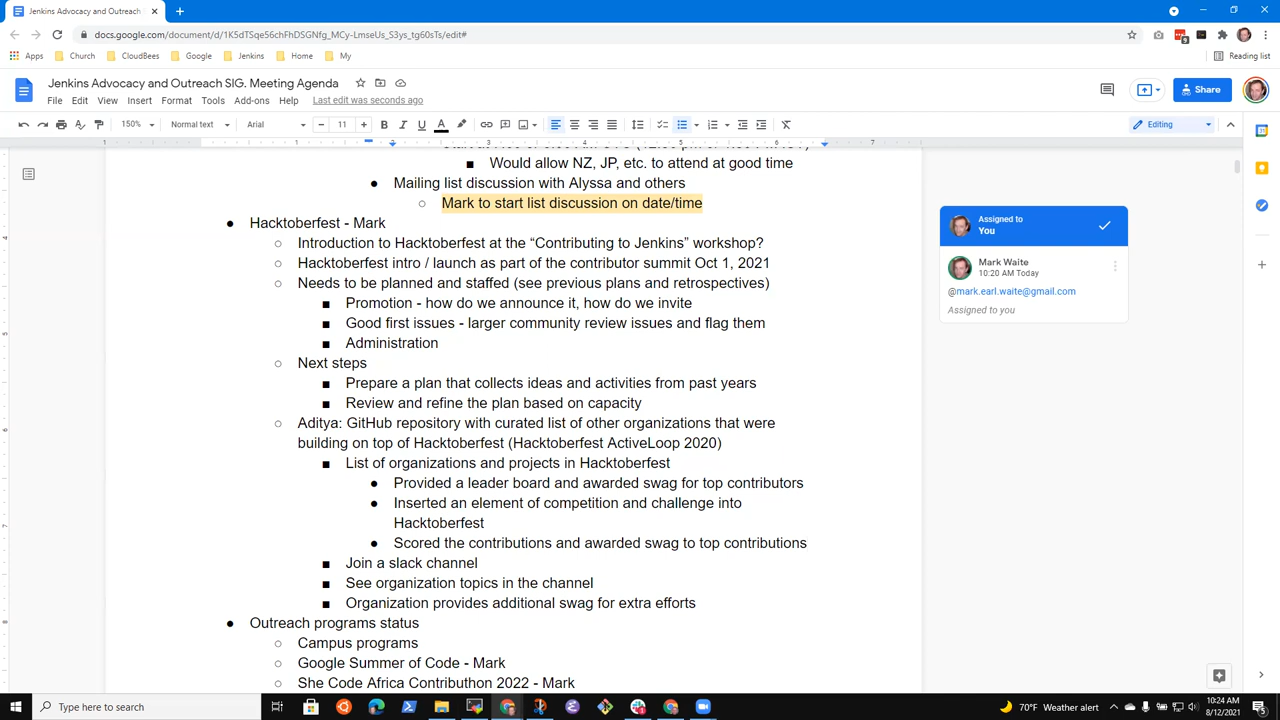 Jenkins Advocacy and Outreach
docs.google.com/document/d/1K5dTSqe56chFhDSGNfg_MCy-LmseUs_S3ys_tg60sTs/edit#
Apps Church CloudBees Google Jenkins Home My Reading list
Jenkins Advocacy and Outreach SIG. Meeting Agenda
File Edit View Insert Format Tools Add-ons Help Last edit was seconds ago
Share
150% Normal text Arial 11 Editing
1 2 3 4 5 6 7
Would allow NZ, JP, etc. to attend at good time
Mailing list discussion with Alyssa and others
Mark to start list discussion on date/time
Hacktoberfest - Mark
Introduction to Hacktoberfest at the “Contributing to Jenkins” workshop?
Hacktoberfest intro / launch as part of the contributor summit Oct 1, 2021
Needs to be planned and staffed (see previous plans and retrospectives)
Promotion - how do we announce it, how do we invite
Good first issues - larger community review issues and flag them
Administration
Next steps
Prepare a plan that collects ideas and activities from past years
Review and refine the plan based on capacity
Aditya: GitHub repository with curated list of other organizations that were
building on top of Hacktoberfest (Hacktoberfest ActiveLoop 2020)
List of organizations and projects in Hacktoberfest
Provided a leader board and awarded swag for top contributors
Inserted an element of competition and challenge into
Hacktoberfest
Scored the contributions and awarded swag to top contributions
Join a slack channel
See organization topics in the channel
Organization provides additional swag for extra efforts
Outreach programs status
Campus programs
Google Summer of Code - Mark
She Code Africa Contributhon 2022 - Mark
Assigned to
You
Mark Waite
10:20 AM Today
@mark.earl.waite@gmail.com
Assigned to you
Type here to search
70°F Weather alert
10:24 AM
8/12/2021